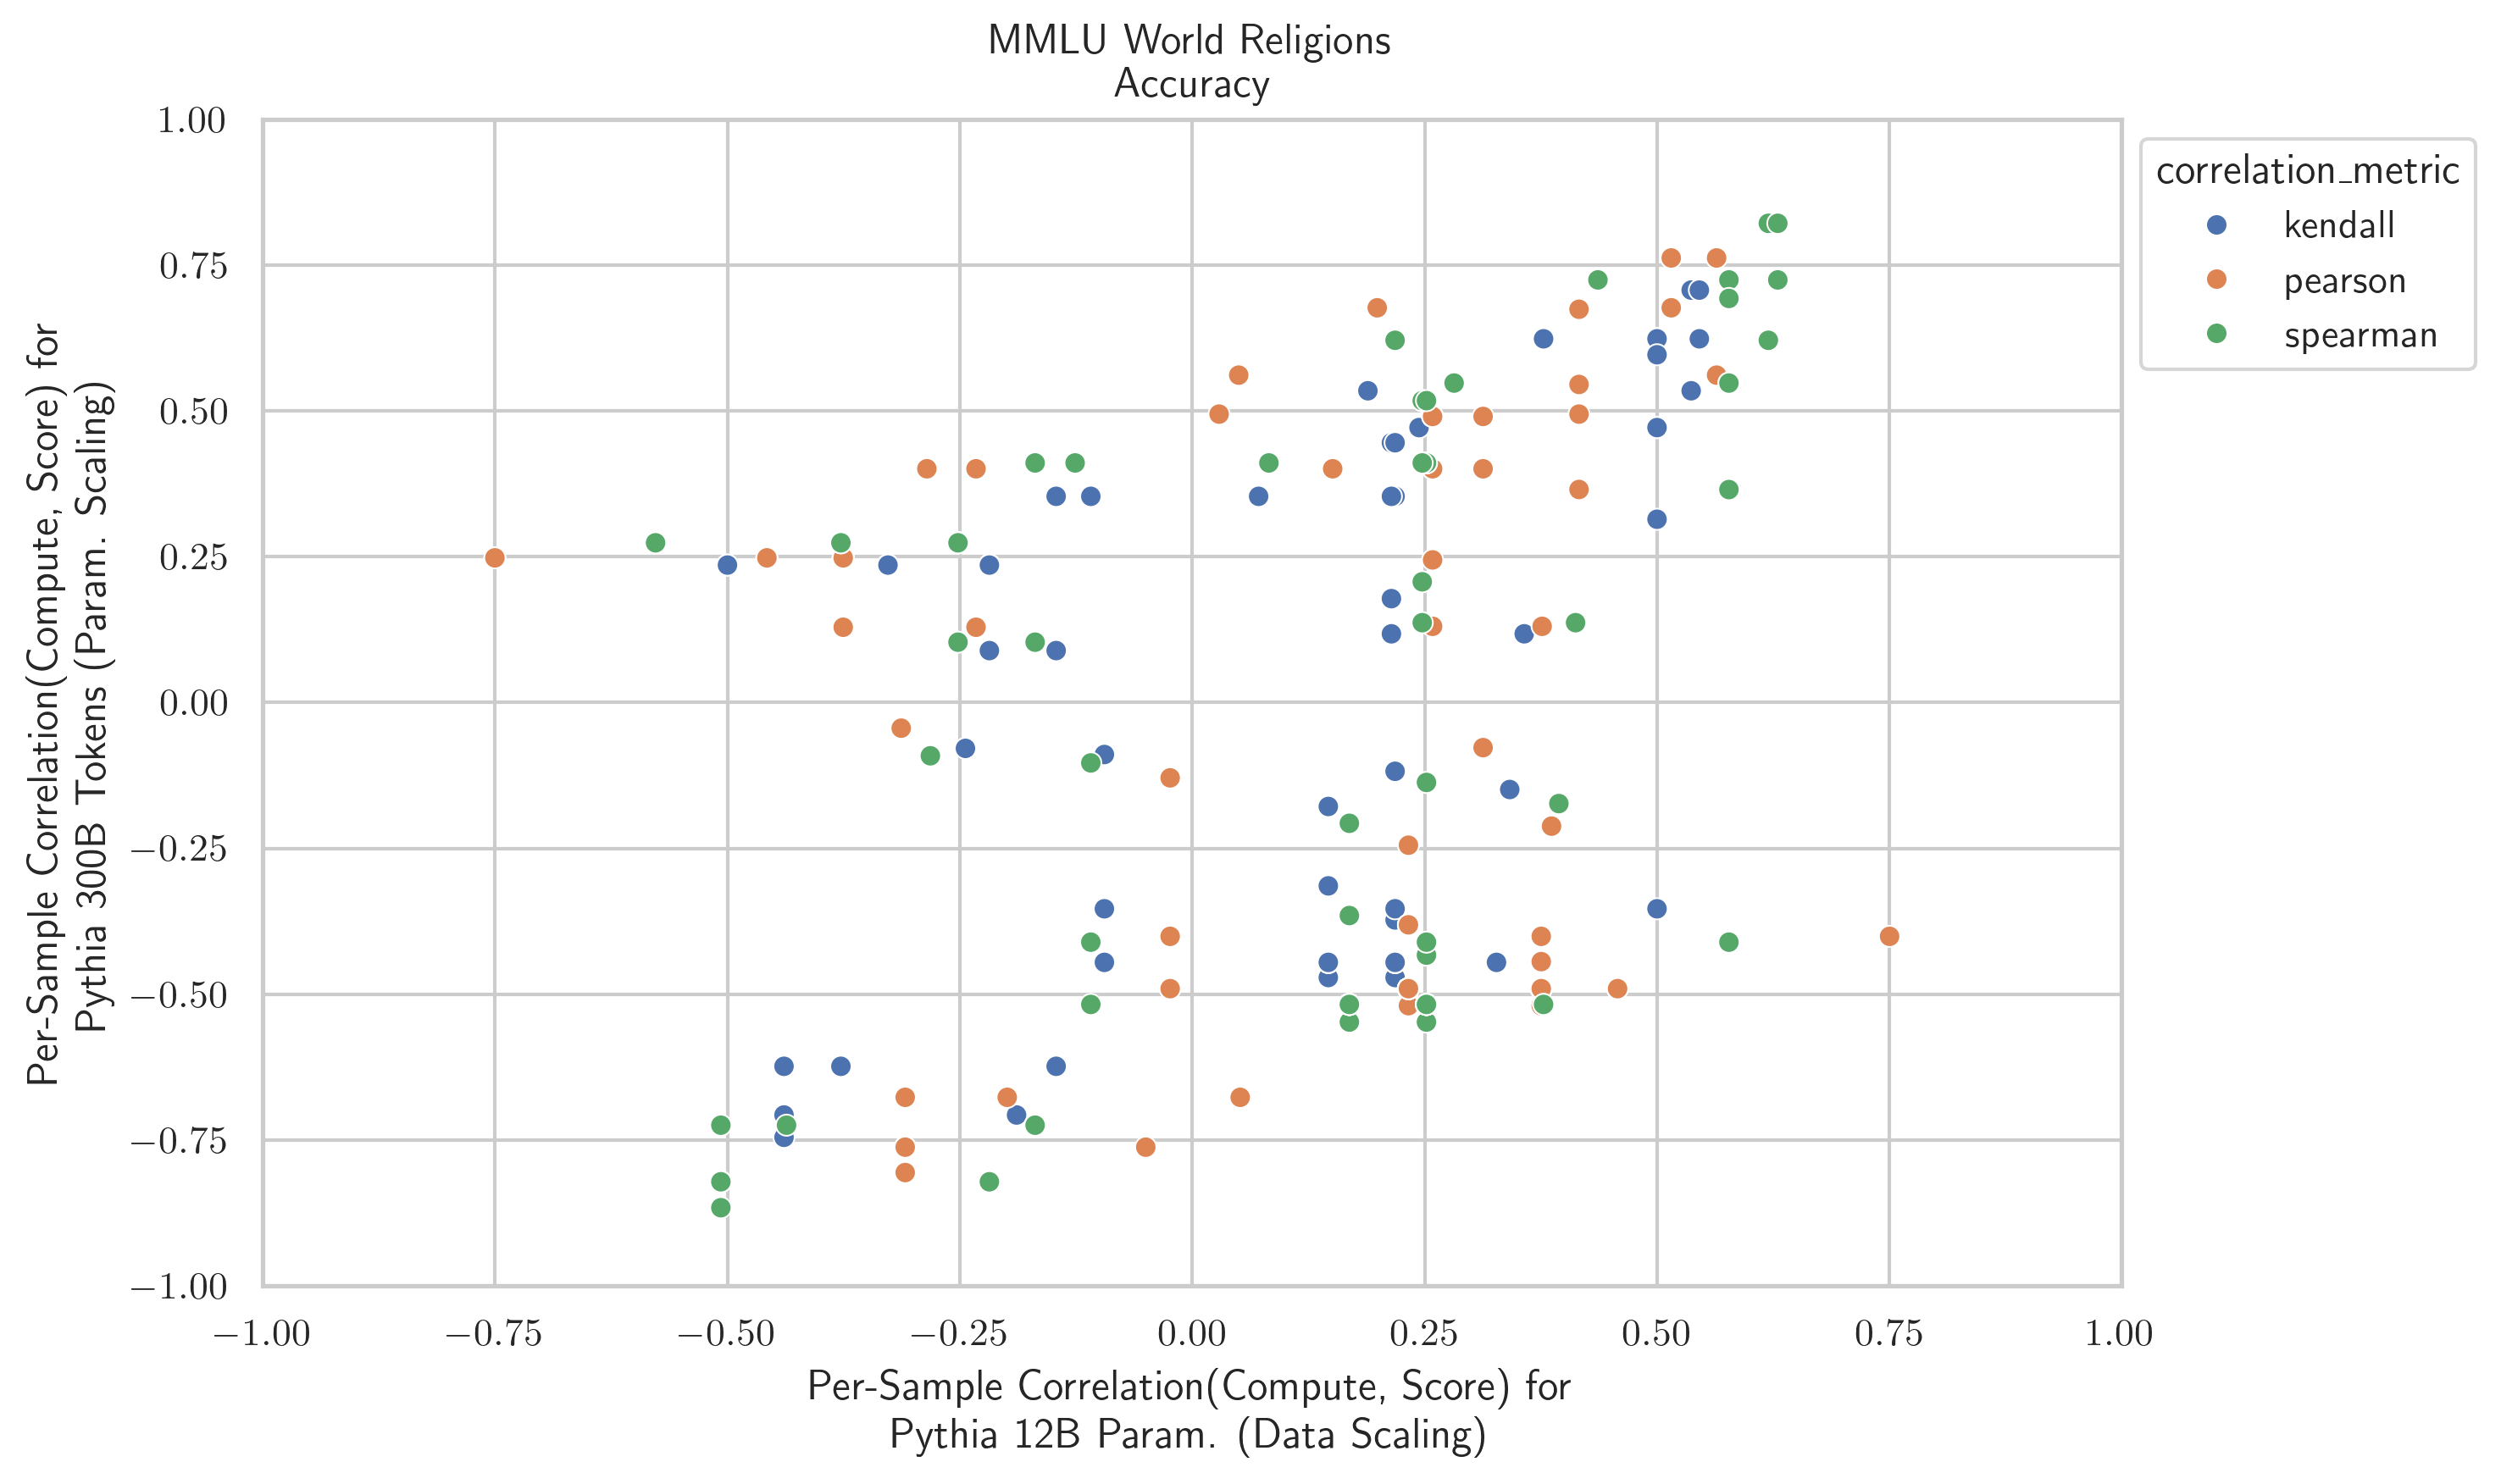 MMLU World Religions
Accuracy
Per-Sample Correlation(Compute, Score) for
Pythia 300B Tokens (Param. Scaling)
1.00
0.75
0.50
0.25
0.00
−0.25
−0.50
−0.75
−1.00
−1.00 −0.75 −0.50 −0.25 0.00 0.25 0.50 0.75 1.00
Per-Sample Correlation(Compute, Score) for
Pythia 12B Param. (Data Scaling)
correlation_metric
kendall
pearson
spearman